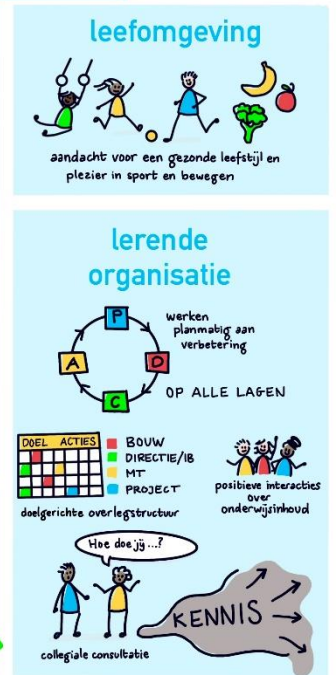 leefomgeving
aandacht voor een gezonde leefstijl en
plezier in sport en bewegen
lerende
organisatie
P
D
C
A
werken
planmatig aan
verbetering
OP ALLE LAGEN
DOEL ACTIES
BOUW
DIRECTIE/IB
MT
PROJECT
doelgerichte overlegstructuur
positieve interacties
over
onderwijsinhoud
Hoe doe jij ...?
collegiale consultatie
KENNIS